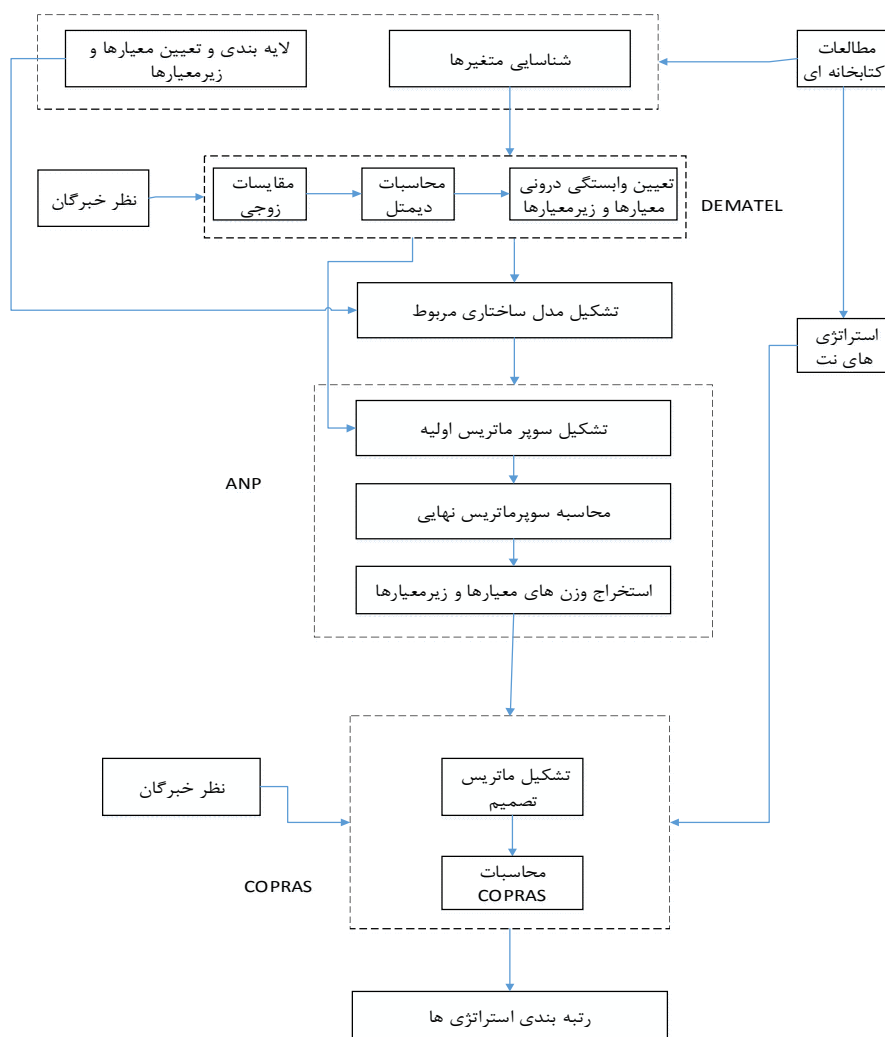 مطالعات
کتابخانه ای
شناسایی متغیرها
لایه بندی و تعیین معیارها و
زیرمعیارها
نظر خبرگان
مقایسات
زوجی
محاسبات
دیمتل
تعیین وابستگی درونی
معیارها و زیرمعیارها
DEMATEL
تشکیل مدل ساختاری مربوط
استراتژی
های نت
تشکیل سوپر ماتریس اولیه
ANP
محاسبه سوپرماتریس نهایی
استخراج وزن های معیارها و زیرمعیارها
نظر خبرگان
تشکیل ماتریس
تصمیم
محاسبات
COPRAS
COPRAS
رتبه بندی استراتژی ها